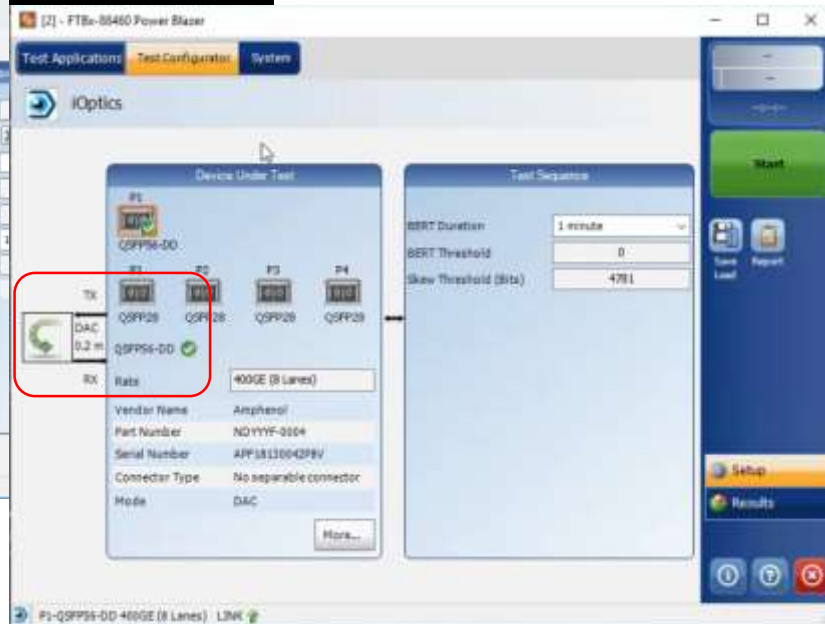 [2] - FTBx-88460 Power Blazer
Test Applications Test Configurator System
iOptics
Device Under Test
P1
QSFP56-DD
P1 P2 P3 P4
QSFP28 QSFP28 QSFP28 QSFP28
TX
DAC
0.2 m
RX
QSFP56-DD
Rate 400GE (8 Lanes)
Vendor Name Amphenol
Part Number NDYYYF-0004
Serial Number
Connector Type No separable connector
Mode DAC
More...
Test Sequence
BERT Duration 1 minute
BERT Threshold 0
Skew Threshold (Bits) 4781
Start
Save
Load
Report
Setup
Results
P1-QSFP56-DD 400GE (8 Lanes) LINK